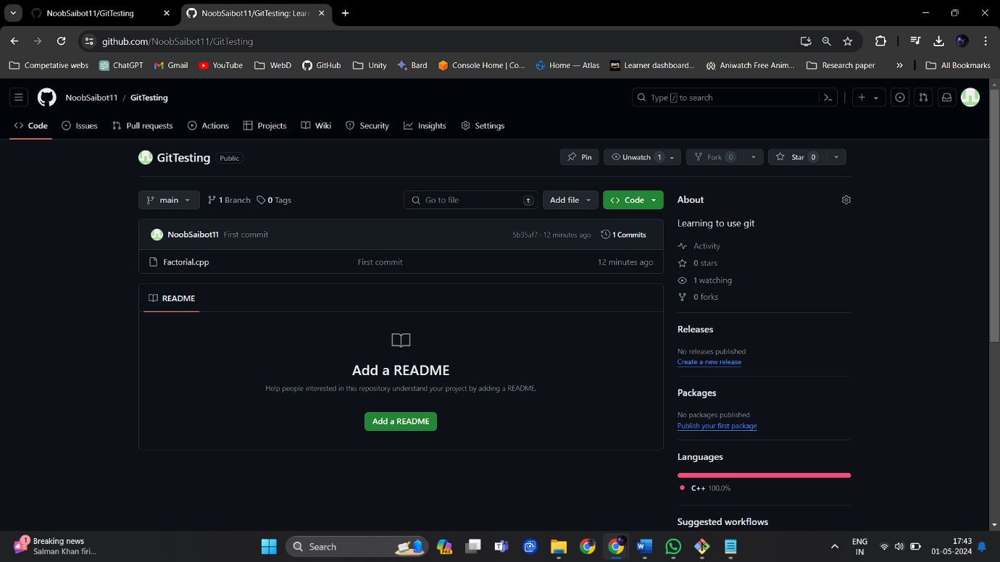 NoobSaibot11/GitTesting
NoobSaibot11/GitTesting: Lear
github.com/NoobSaibot11/GitTesting
Competative webs ChatGPT Gmail YouTube WebD GitHub Unity Bard Console Home | Co... Home — Atlas Learner dashboard... Aniwatch Free Anim... Research paper » All Bookmarks
NoobSaibot11 / GitTesting
Type / to search
Code Issues Pull requests Actions Projects Wiki Security Insights Settings
GitTesting Public
Pin Unwatch 1 Fork 0 Star 0
main 1 Branch 0 Tags
Go to file t Add file Code
NoobSaibot11 First commit 5b35af7 · 12 minutes ago 1 Commits
Factorial.cpp First commit 12 minutes ago
README
Add a README
Help people interested in this repository understand your project by adding a README.
Add a README
About
Learning to use git
Activity
0 stars
1 watching
0 forks
Releases
No releases published
Create a new release
Packages
No packages published
Publish your first package
Languages
C++ 100.0%
Suggested workflows
1
Breaking news
Salman Khan firi...
Search
PRE
ENG
IN
17:43
01-05-2024